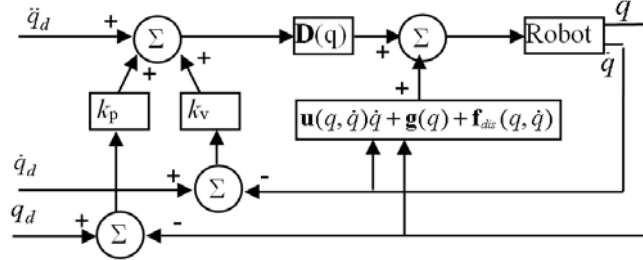 q̈_d + Σ + + D(q) + Σ + Robot q q̇
k_p k_v u(q, q̇)q̇ + g(q) + f_dis(q, q̇)
q̇_d + Σ -
q_d + Σ -